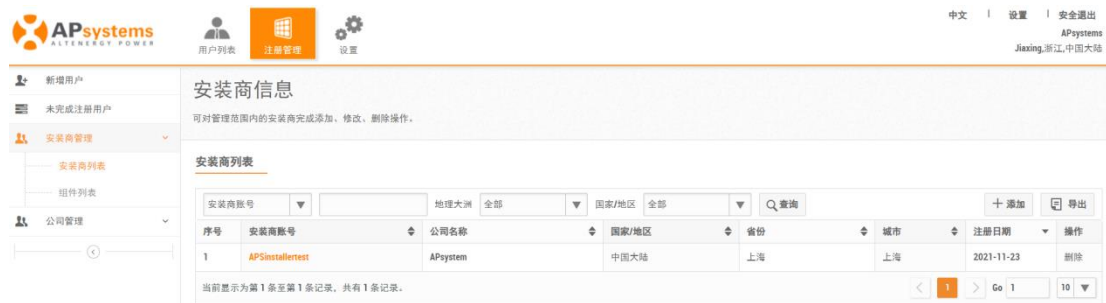 中文 | 设置 | 安全退出
APsystems
ALTENERGY POWER
APsystems
Jiaxing,浙江,中国大陆
用户列表 注册管理 设置
新增用户
未完成注册用户
安装商管理
安装商列表
组件列表
公司管理
安装商信息
可对管理范围内的安装商完成添加、修改、删除操作。
安装商列表
安装商账号 地理大洲 全部 国家/地区 全部 查询 添加 导出
序号 安装商账号 公司名称 国家/地区 省份 城市 注册日期 操作
1 APSinstallertest APsystem 中国大陆 上海 上海 2021-11-23 删除
当前显示为第 1 条至第 1 条记录、共有 1 条记录。 1 Go 1 10